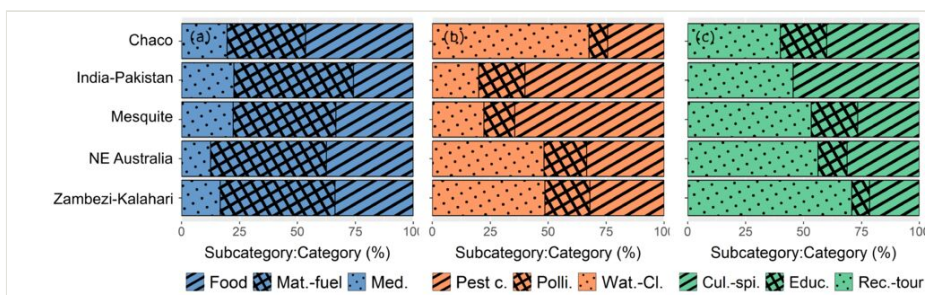 (a) (b) (c)
Chaco
India-Pakistan
Mesquite
NE Australia
Zambezi-Kalahari
0 25 50 75 100 0 25 50 75 100 0 25 50 75 100
Subcategory:Category (%) Subcategory:Category (%) Subcategory:Category (%)
Food Mat.-fuel Med. Pest c. Polli. Wat.-Cl. Cul.-spi. Educ. Rec.-tour